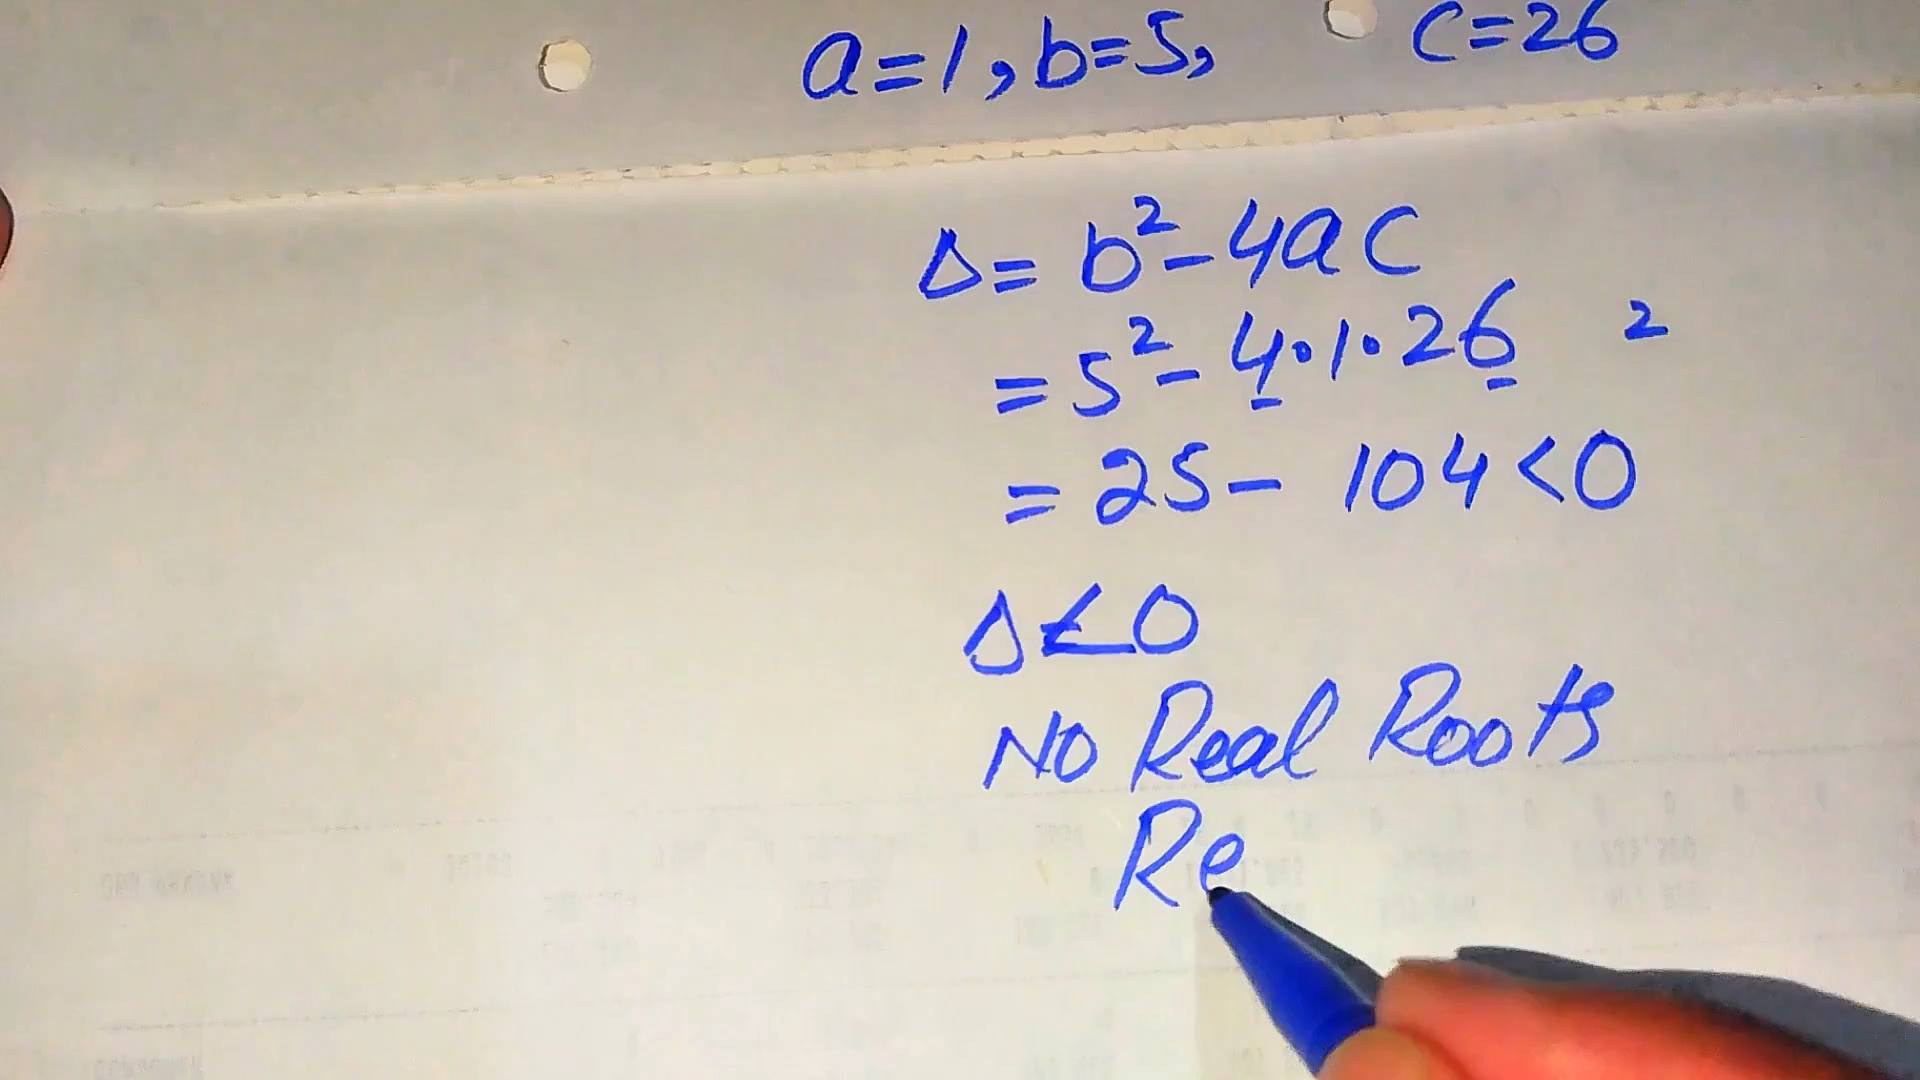 a=1, b=5, c=26
Δ= b²-4ac
= 5²-4·1·26 2
= 25- 104<0
Δ<0
No Real Roots
Re